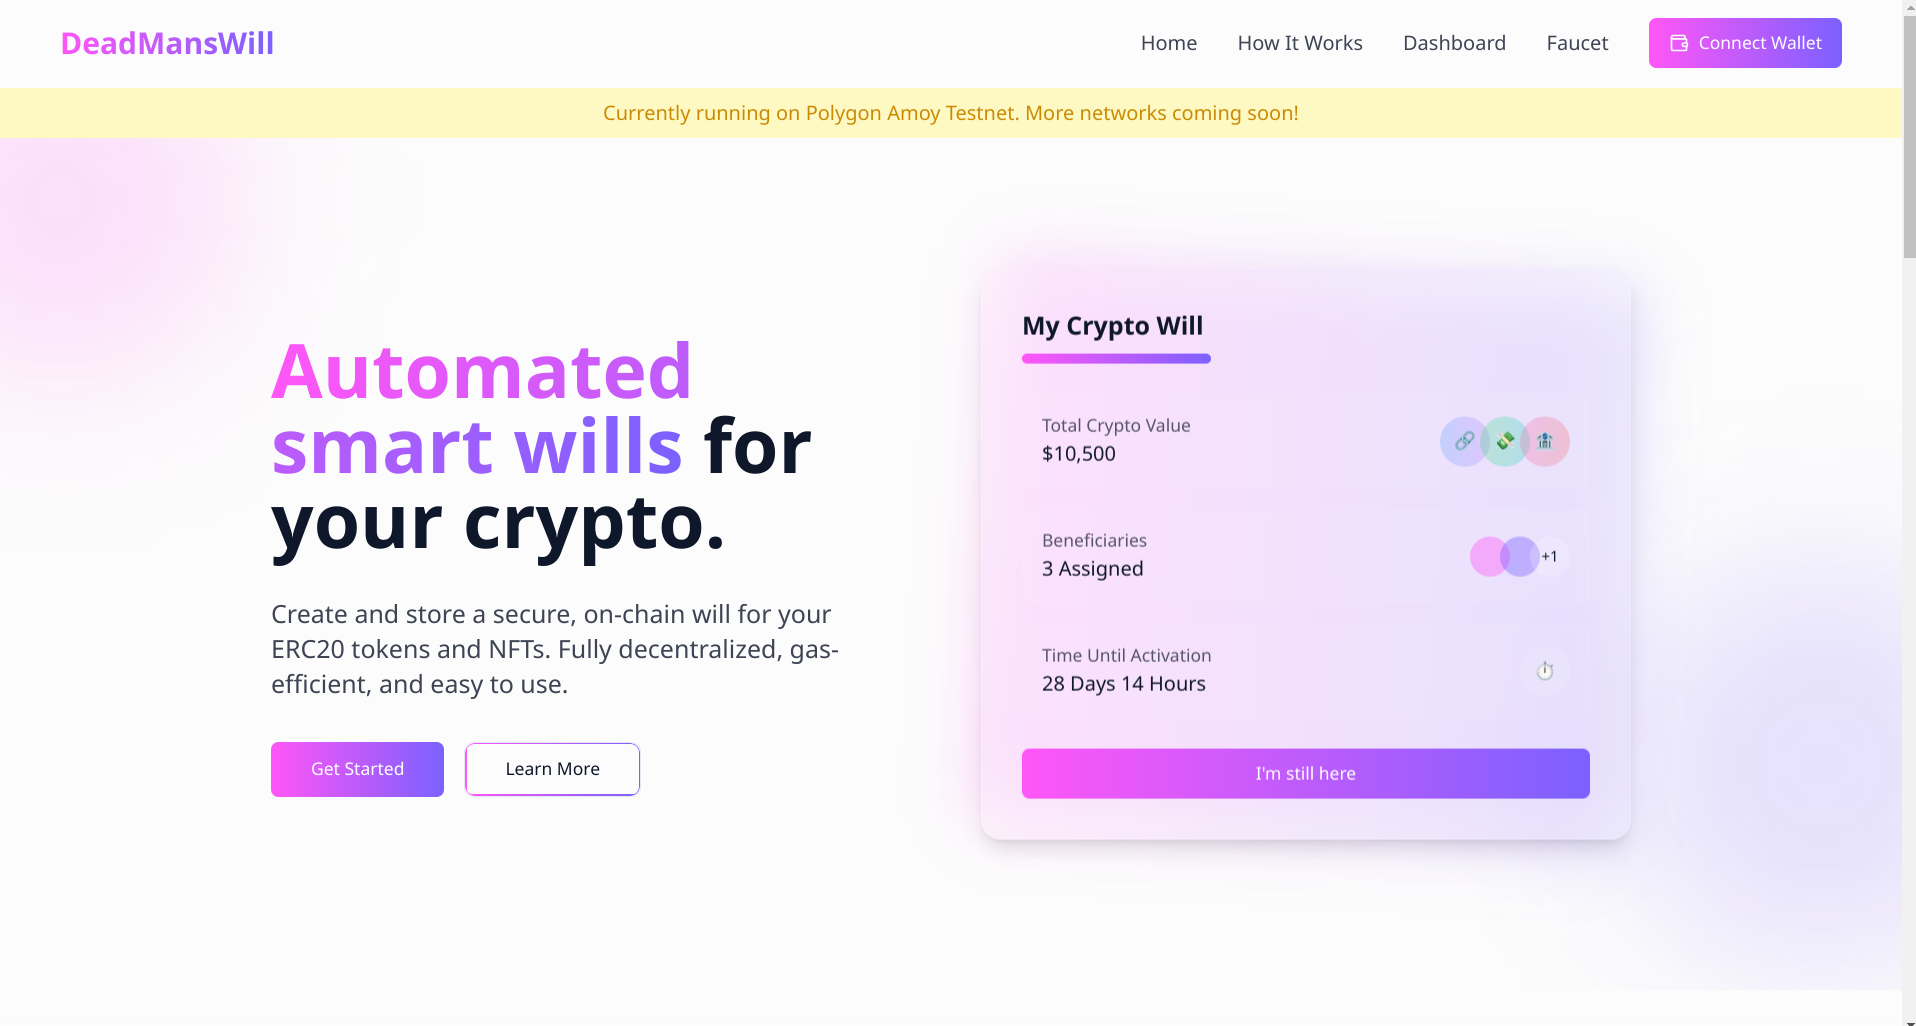 DeadMansWill
Home
How It Works
Dashboard
Faucet
Connect Wallet
Currently running on Polygon Amoy Testnet. More networks coming soon!
Automated
smart wills for
your crypto.
Create and store a secure, on-chain will for your
ERC20 tokens and NFTs. Fully decentralized, gas-
efficient, and easy to use.
Get Started
Learn More
My Crypto Will
Total Crypto Value
$10,500
Beneficiaries
3 Assigned
+1
Time Until Activation
28 Days 14 Hours
I'm still here